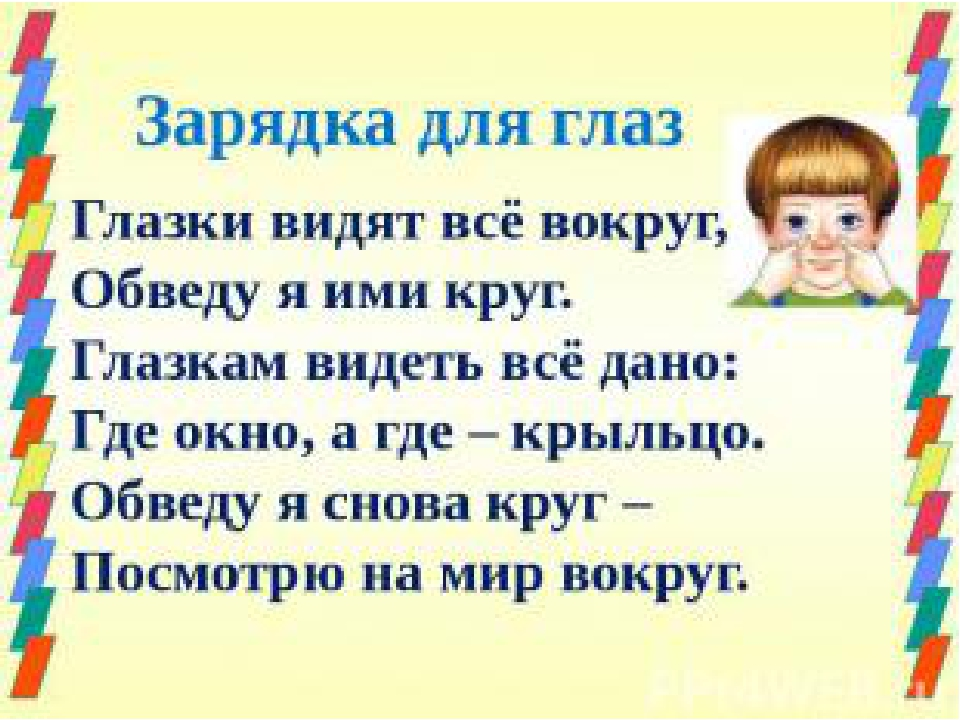 Зарядка для глаз
Глазки видят всё вокруг,
Обведу я ими круг.
Глазкам видеть всё дано:
Где окно, а где – крыльцо.
Обведу я снова круг –
Посмотрю на мир вокруг.